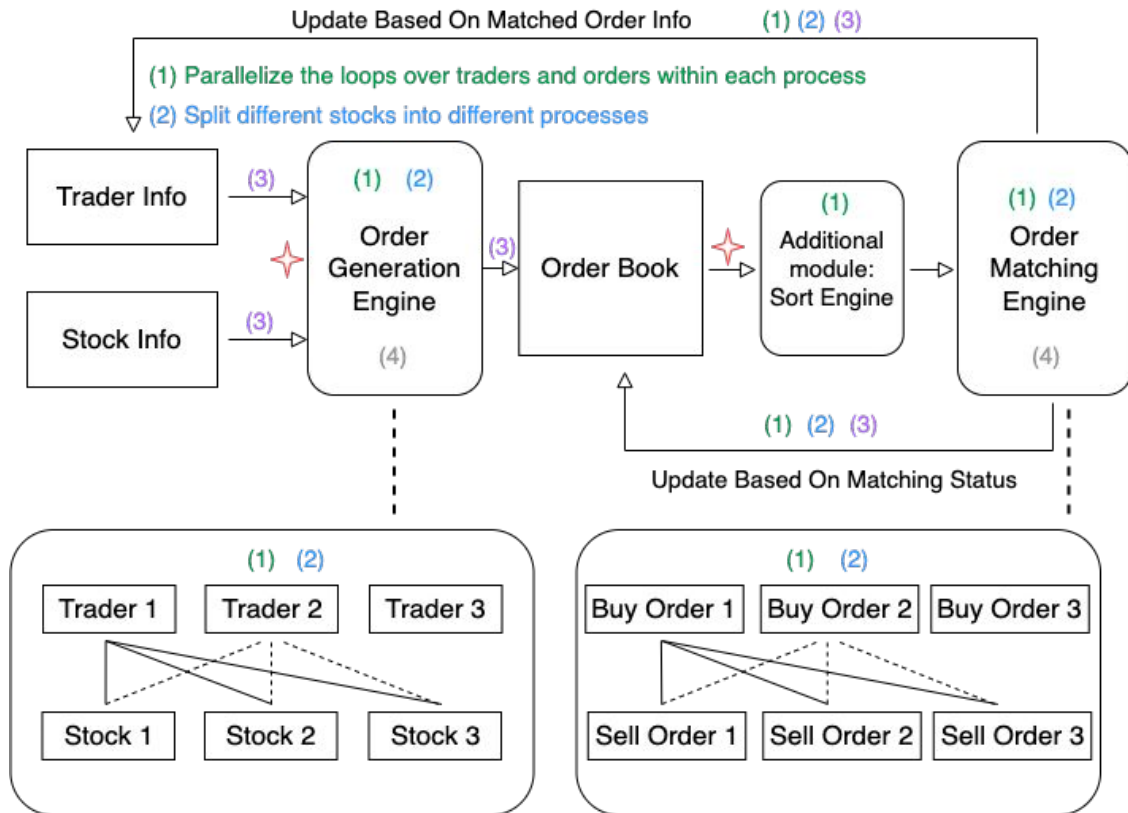 Update Based On Matched Order Info (1) (2) (3)
(1) Parallelize the loops over traders and orders within each process
(2) Split different stocks into different processes
Trader Info
(3)
Stock Info
(3)
(1) (2)
Order
Generation
Engine
(4)
(3)
Order Book
(1)
Additional
module:
Sort Engine
(1) (2)
Order
Matching
Engine
(4)
(1) (2) (3)
Update Based On Matching Status
(1) (2)
Trader 1 Trader 2 Trader 3
Stock 1 Stock 2 Stock 3
(1) (2)
Buy Order 1 Buy Order 2 Buy Order 3
Sell Order 1 Sell Order 2 Sell Order 3